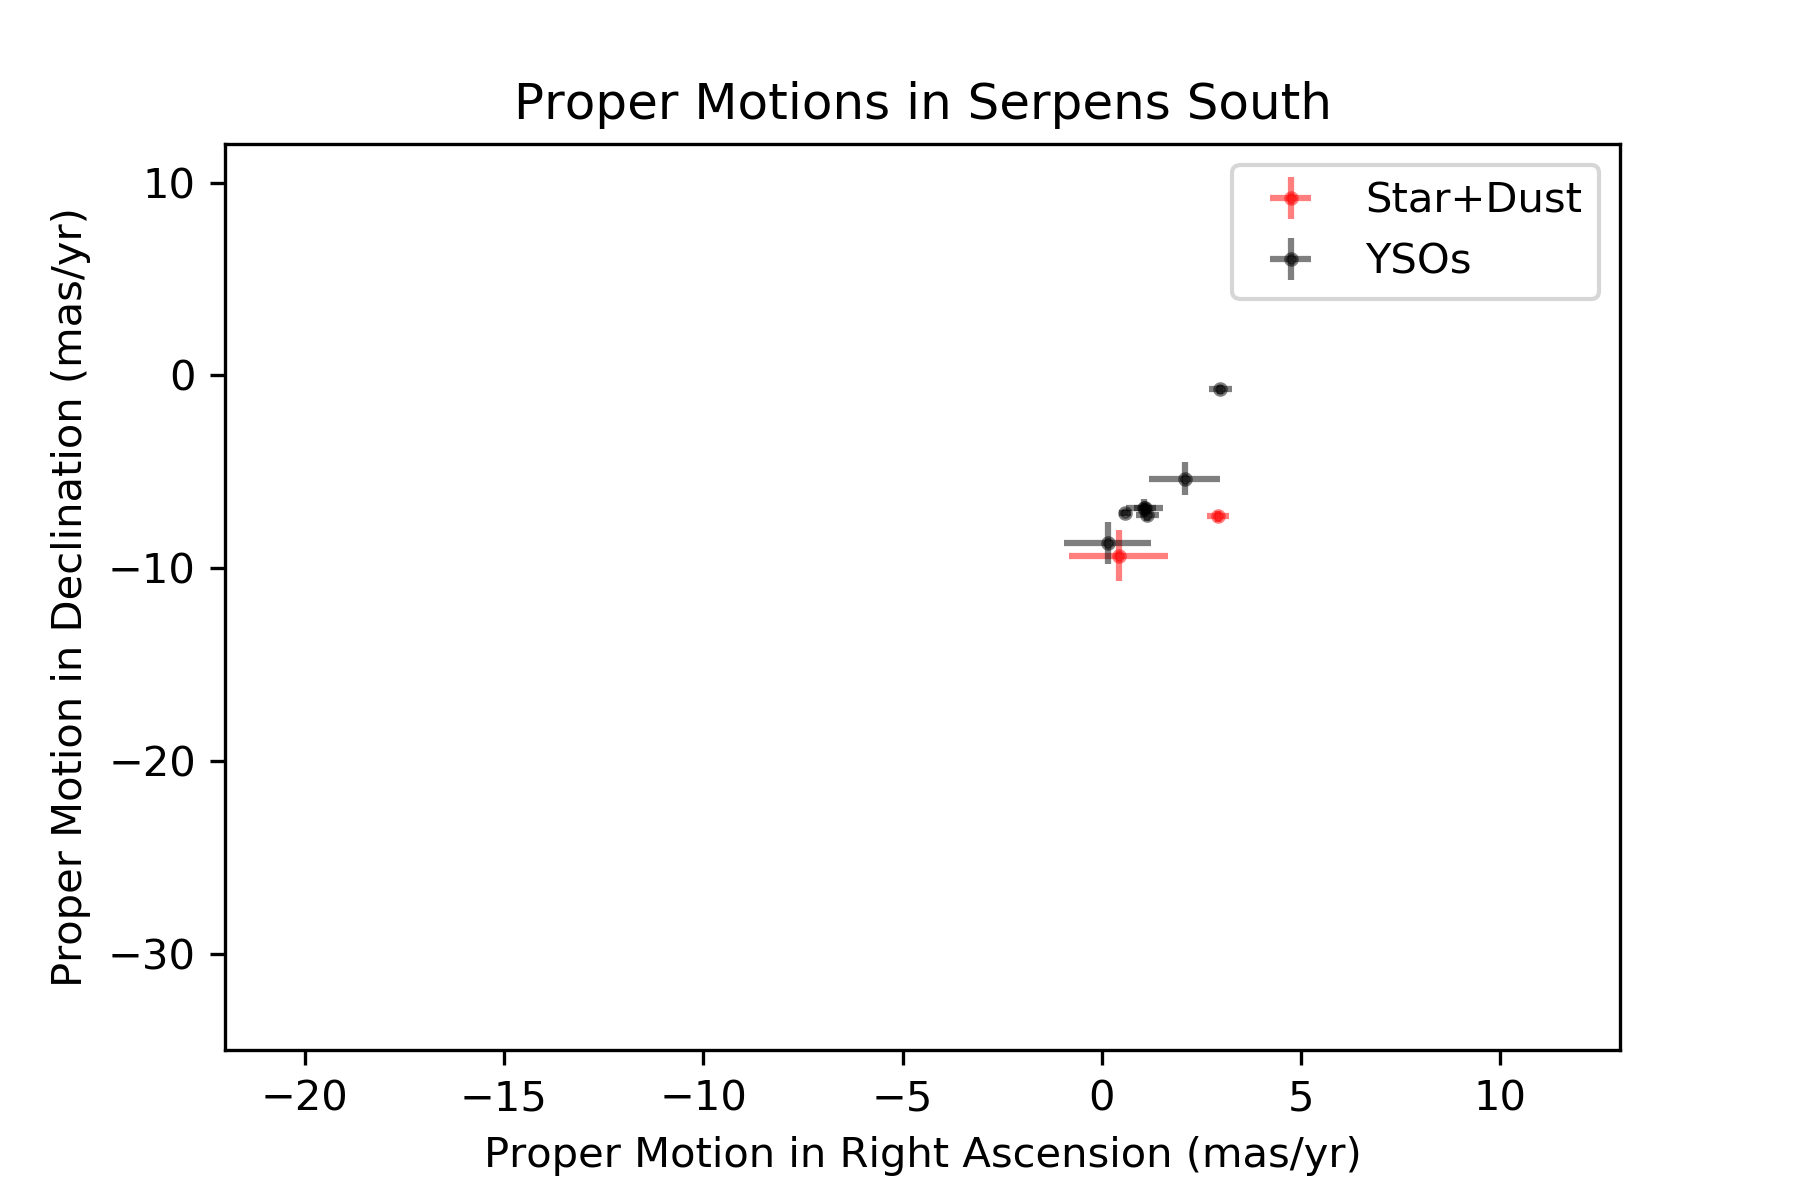 Proper Motions in Serpens South
Star+Dust
YSOs
Proper Motion in Declination (mas/yr)
10
0
−10
−20
−30
−20 −15 −10 −5 0 5 10
Proper Motion in Right Ascension (mas/yr)